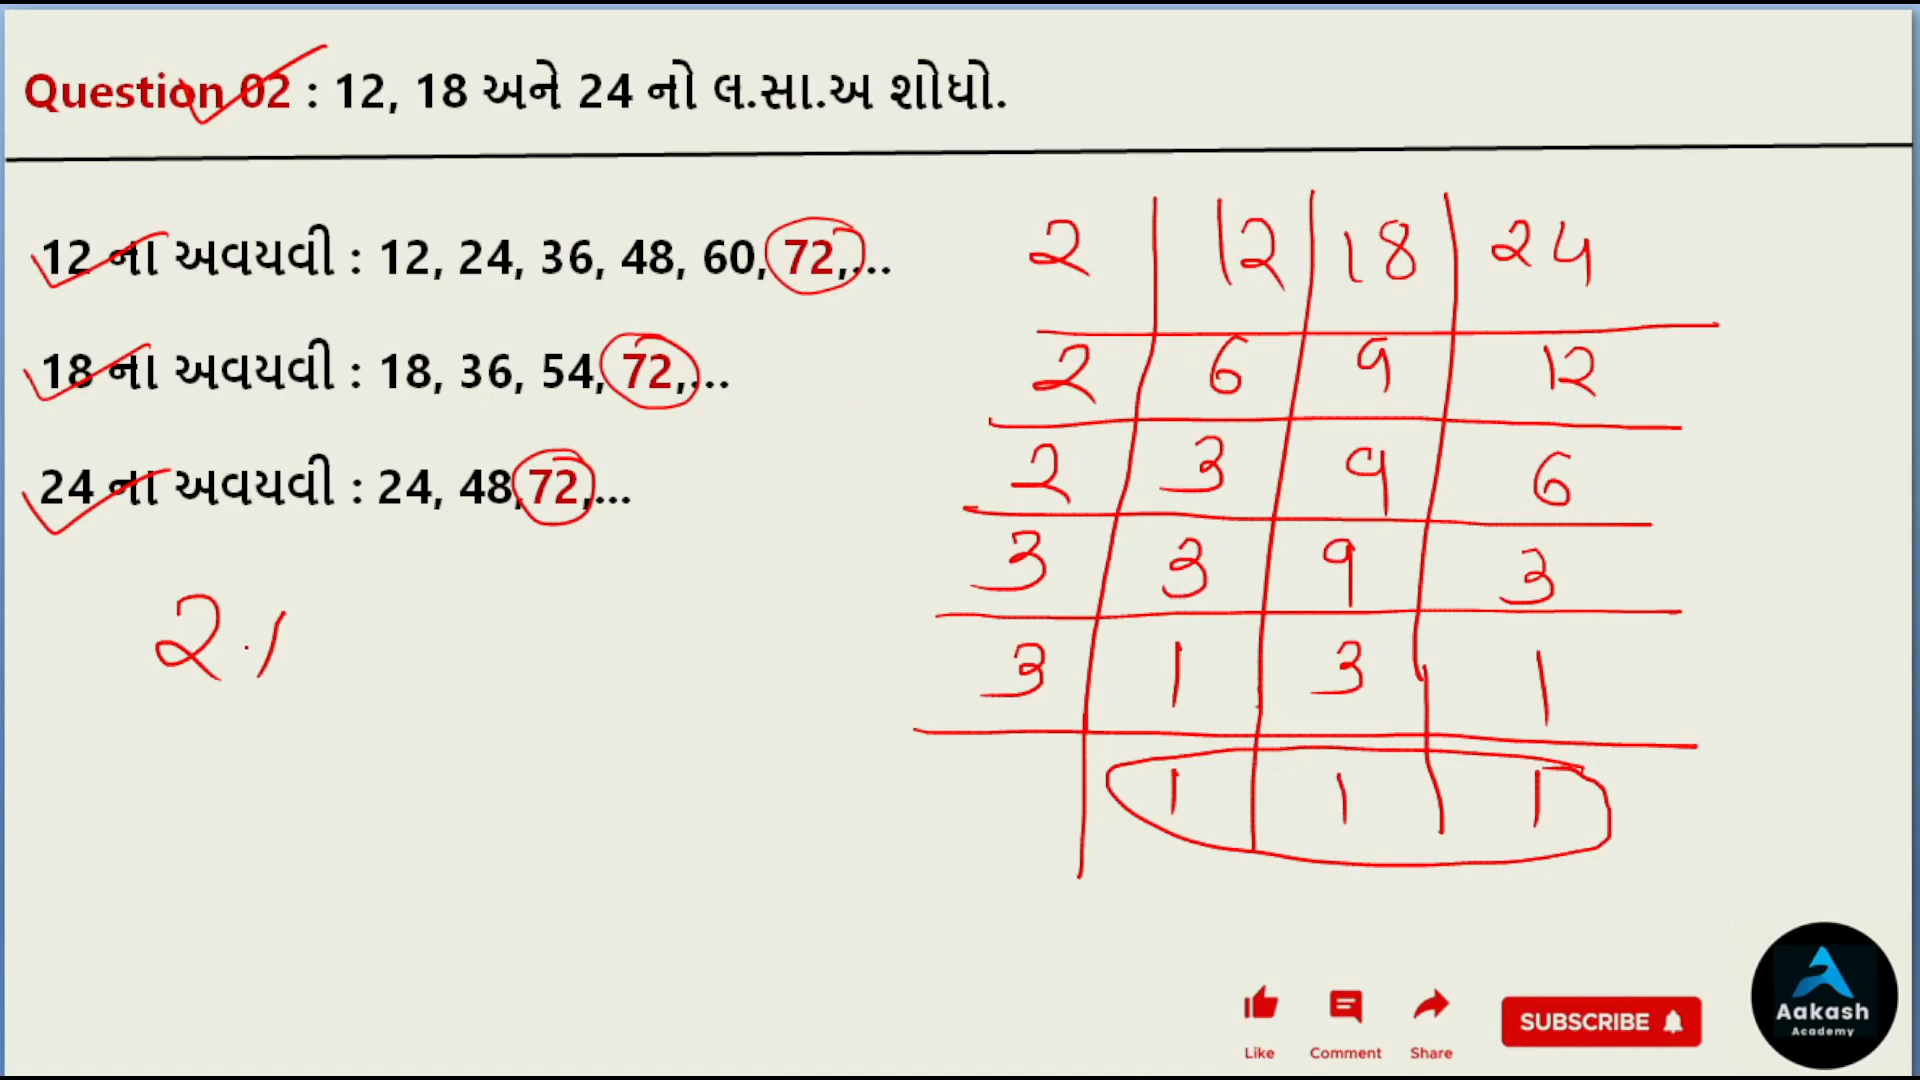 Question 02 : 12, 18 અને 24 નો લ.સા.અ શોધો.
12 ના અવયવી : 12, 24, 36, 48, 60, 72,...
18 ના અવયવી : 18, 36, 54, 72,...
24 ના અવયવી : 24, 48, 72,...
2
2 12 18 24
2 6 9 12
2 3 9 6
3 3 9 3
3 1 3 1
1 1 1
Like Comment Share
SUBSCRIBE
Aakash
Academy